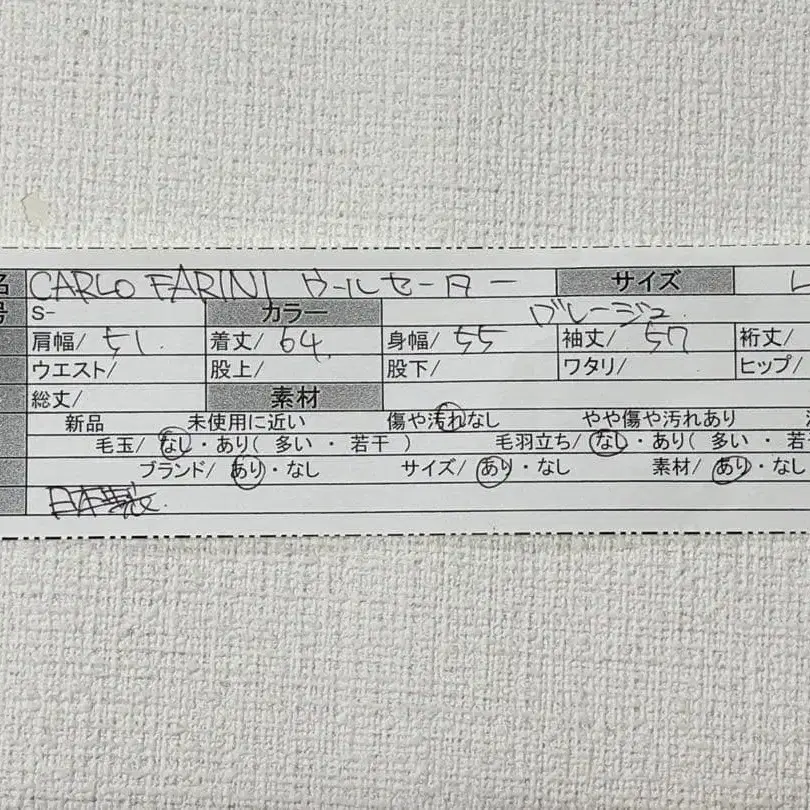 名 CARLO FARINI ウールセーター サイズ L
号 S- カラー グレージュ
肩幅/ 51. 着丈/ 64. 身幅/ 55 袖丈/ 57 裄丈/
ウエスト/ 股上/ 股下/ ワタリ/ ヒップ/
総丈/ 素材
新品 未使用に近い 傷や汚れなし やや傷や汚れあり
毛玉/ なし・あり( 多い ・ 若干 ) 毛羽立ち/ なし・あり( 多い ・ 若
ブランド/ あり・なし サイズ/ あり・なし 素材/ あり・なし
日本製.